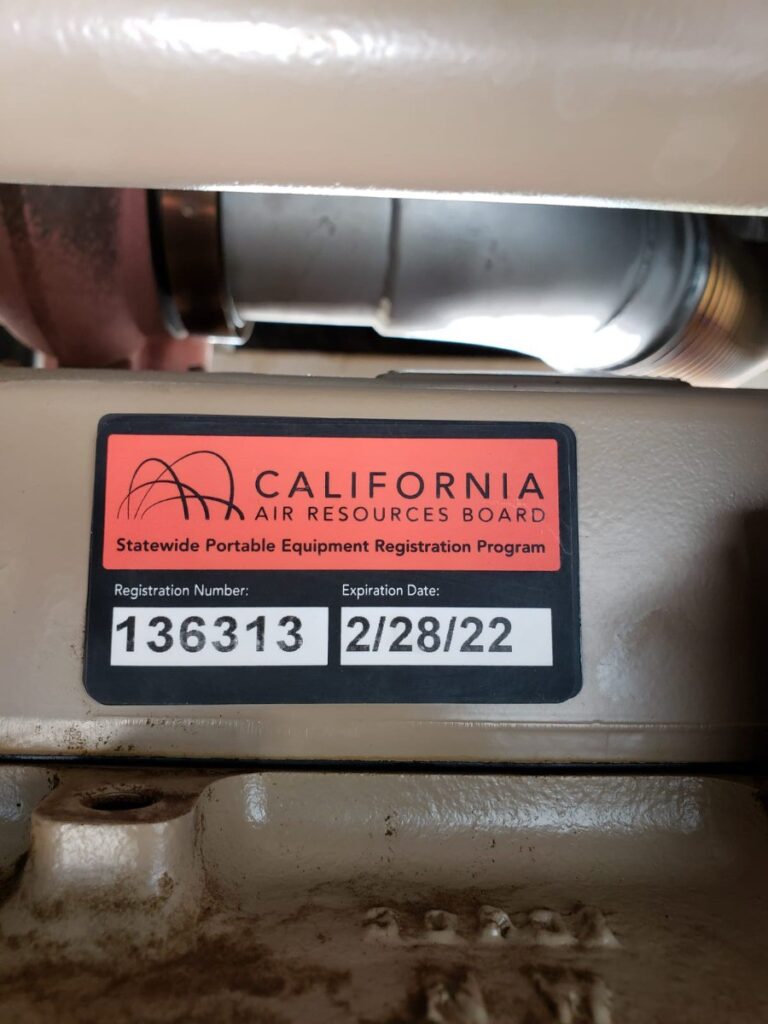 CALIFORNIA
AIR RESOURCES BOARD
Statewide Portable Equipment Registration Program
Registration Number: Expiration Date:
136313 2/28/22